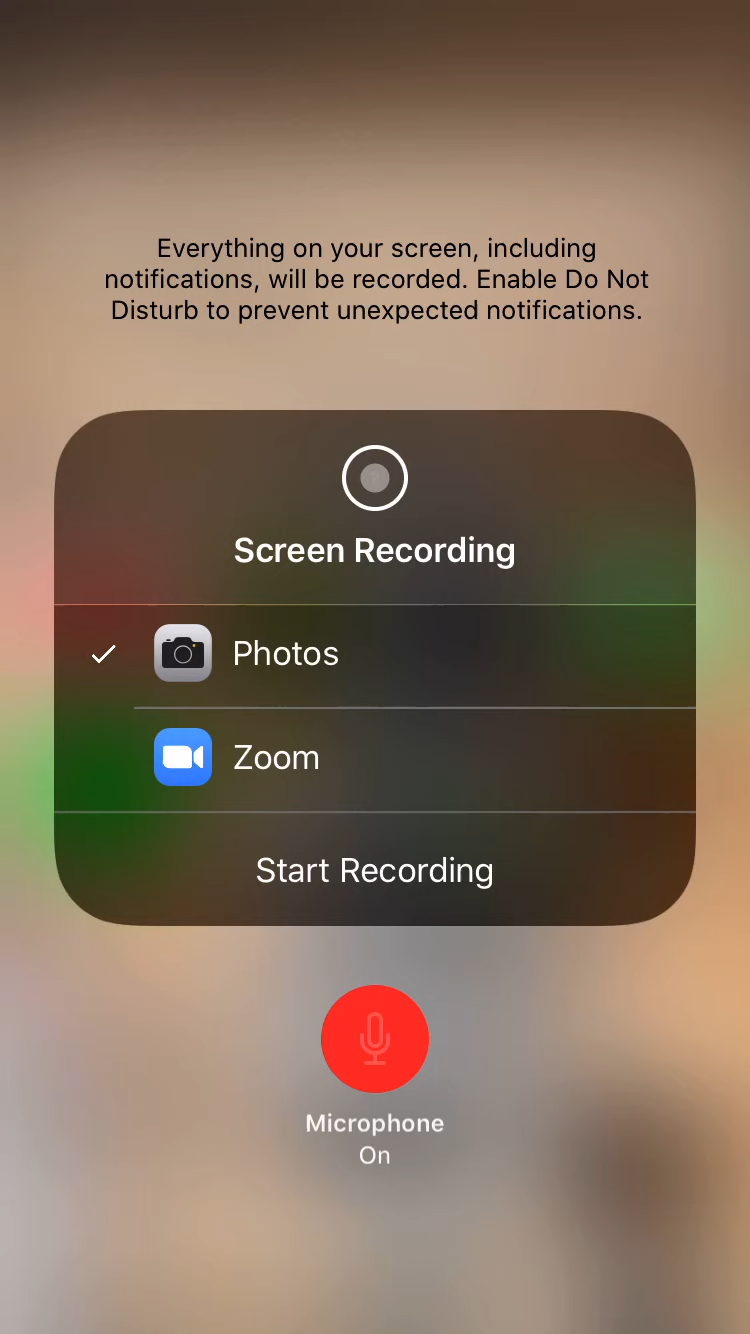 Everything on your screen, including
notifications, will be recorded. Enable Do Not
Disturb to prevent unexpected notifications.
Screen Recording
Photos
Zoom
Start Recording
Microphone
On